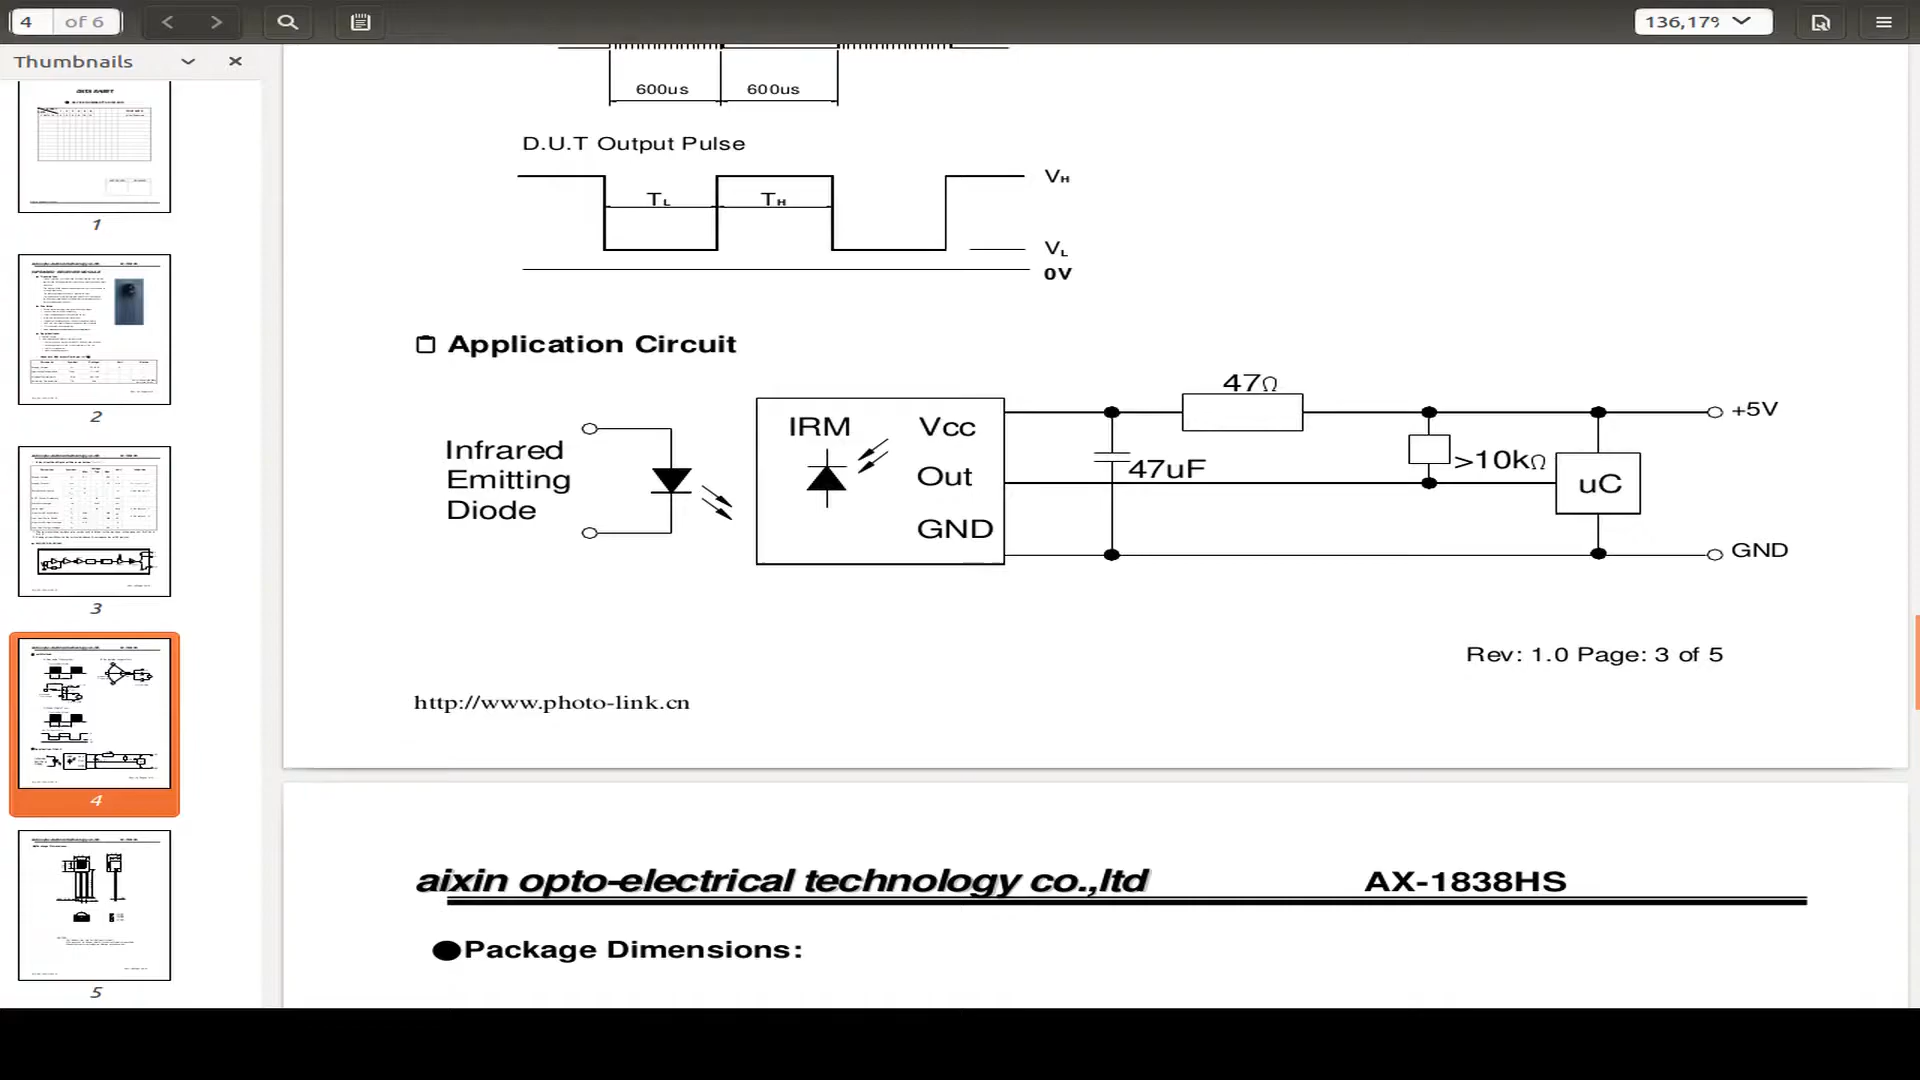 4 of 6
136,17%
Thumbnails
1
2
3
4
5
600us 600us
D.U.T Output Pulse
TL TH
VH
VL
0V
Application Circuit
Infrared
Emitting
Diode
IRM
Vcc
Out
GND
47Ω
47uF
>10kΩ
uC
+5V
GND
Rev: 1.0 Page: 3 of 5
http://www.photo-link.cn
aixin opto-electrical technology co.,ltd AX-1838HS
●Package Dimensions: